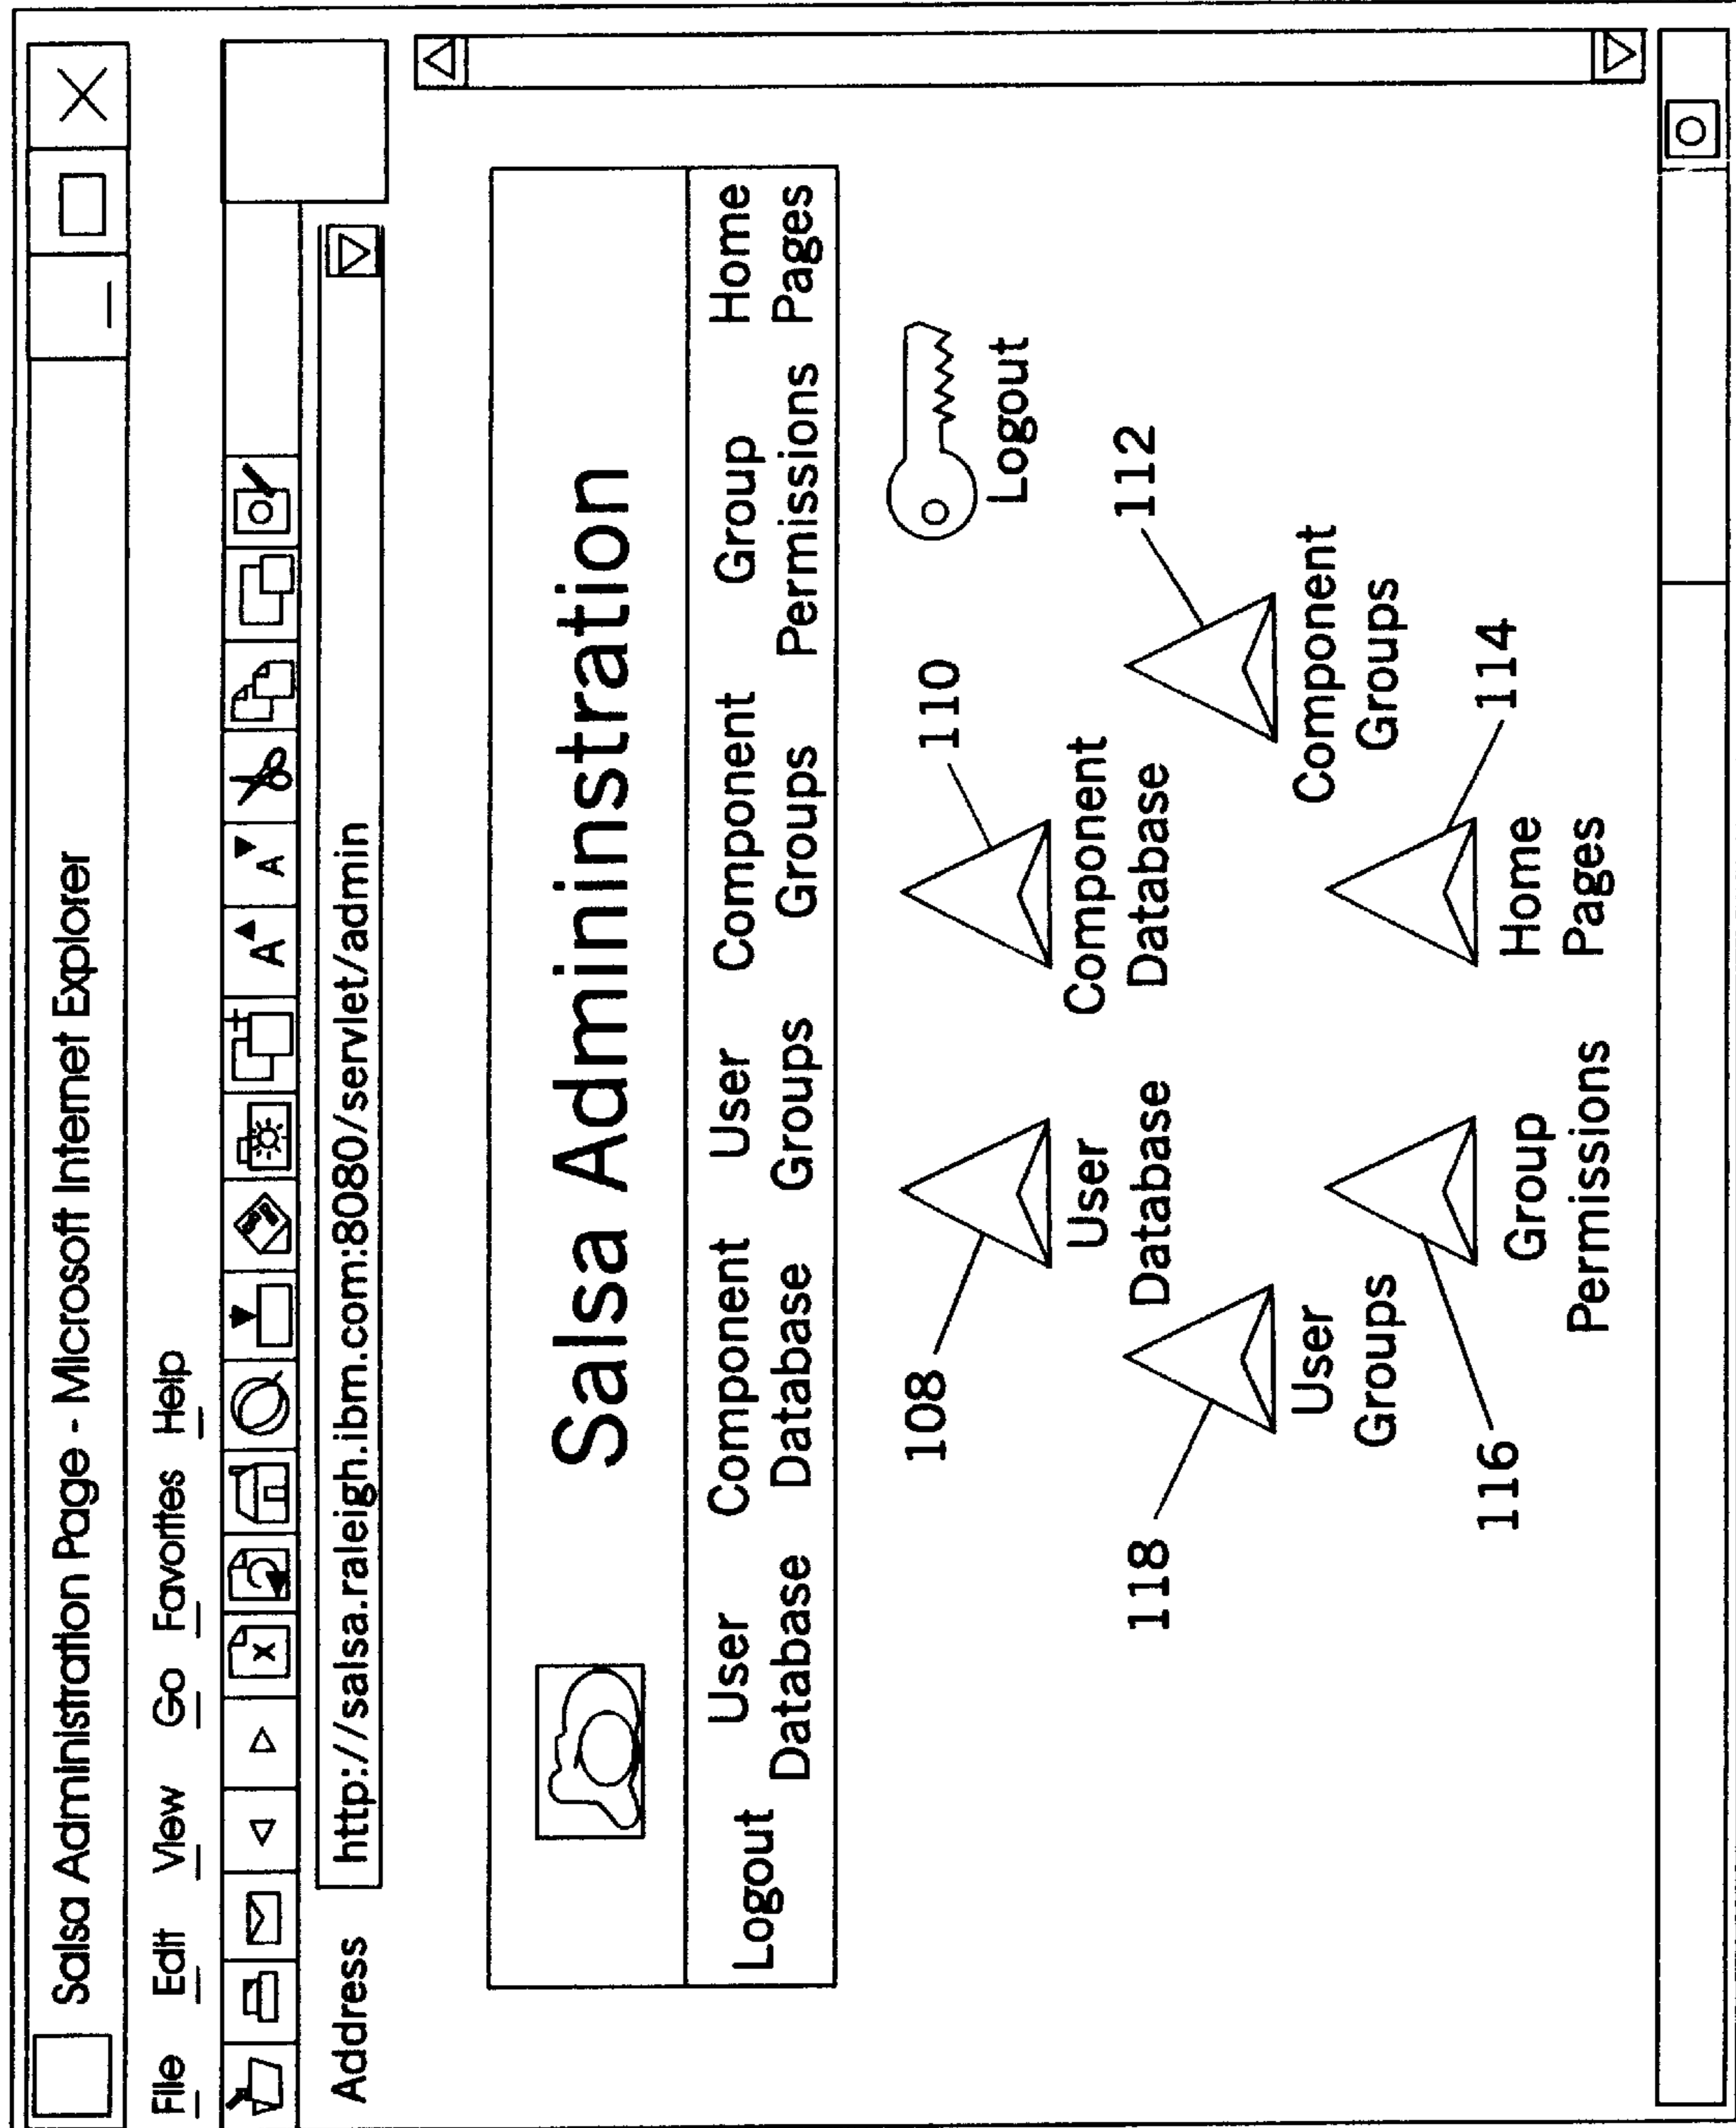 Salsa Administration Page - Microsoft Internet Explorer
File Edit View Go Favorites Help
A A
Address http://salsa.raleigh.ibm.com:8080/servlet/admin
Salsa Admininstration
Logout User Component User Component Group Home
Database Database Groups Groups Permissions Pages
108
110
Logout
User
Database
Component
Database
118
112
User
Groups
Component
Groups
116
114
Group
Permissions
Home
Pages